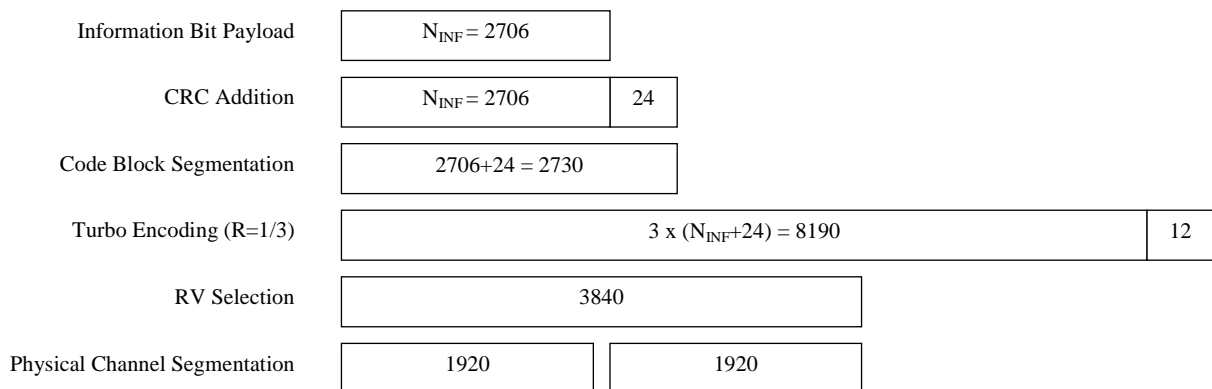 Information Bit Payload N_INF = 2706
CRC Addition N_INF = 2706 24
Code Block Segmentation 2706+24 = 2730
Turbo Encoding (R=1/3) 3 x (N_INF+24) = 8190 12
RV Selection 3840
Physical Channel Segmentation 1920 1920